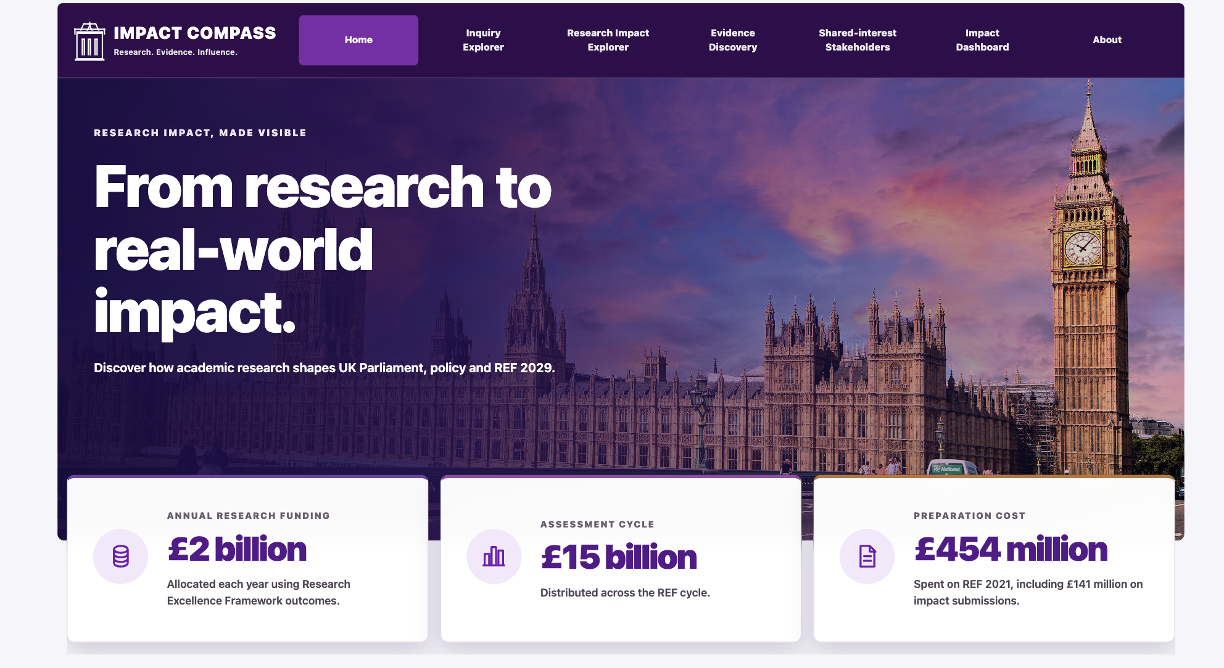 IMPACT COMPASS
Research. Evidence. Influence.
Home
Inquiry
Explorer
Research Impact
Explorer
Evidence
Discovery
Shared-interest
Stakeholders
Impact
Dashboard
About
RESEARCH IMPACT, MADE VISIBLE
From research to
real-world
impact.
Discover how academic research shapes UK Parliament, policy and REF 2029.
National
ANNUAL RESEARCH FUNDING
£2 billion
Allocated each year using Research
Excellence Framework outcomes.
ASSESSMENT CYCLE
£15 billion
Distributed across the REF cycle.
PREPARATION COST
£454 million
Spent on REF 2021, including £141 million on
impact submissions.